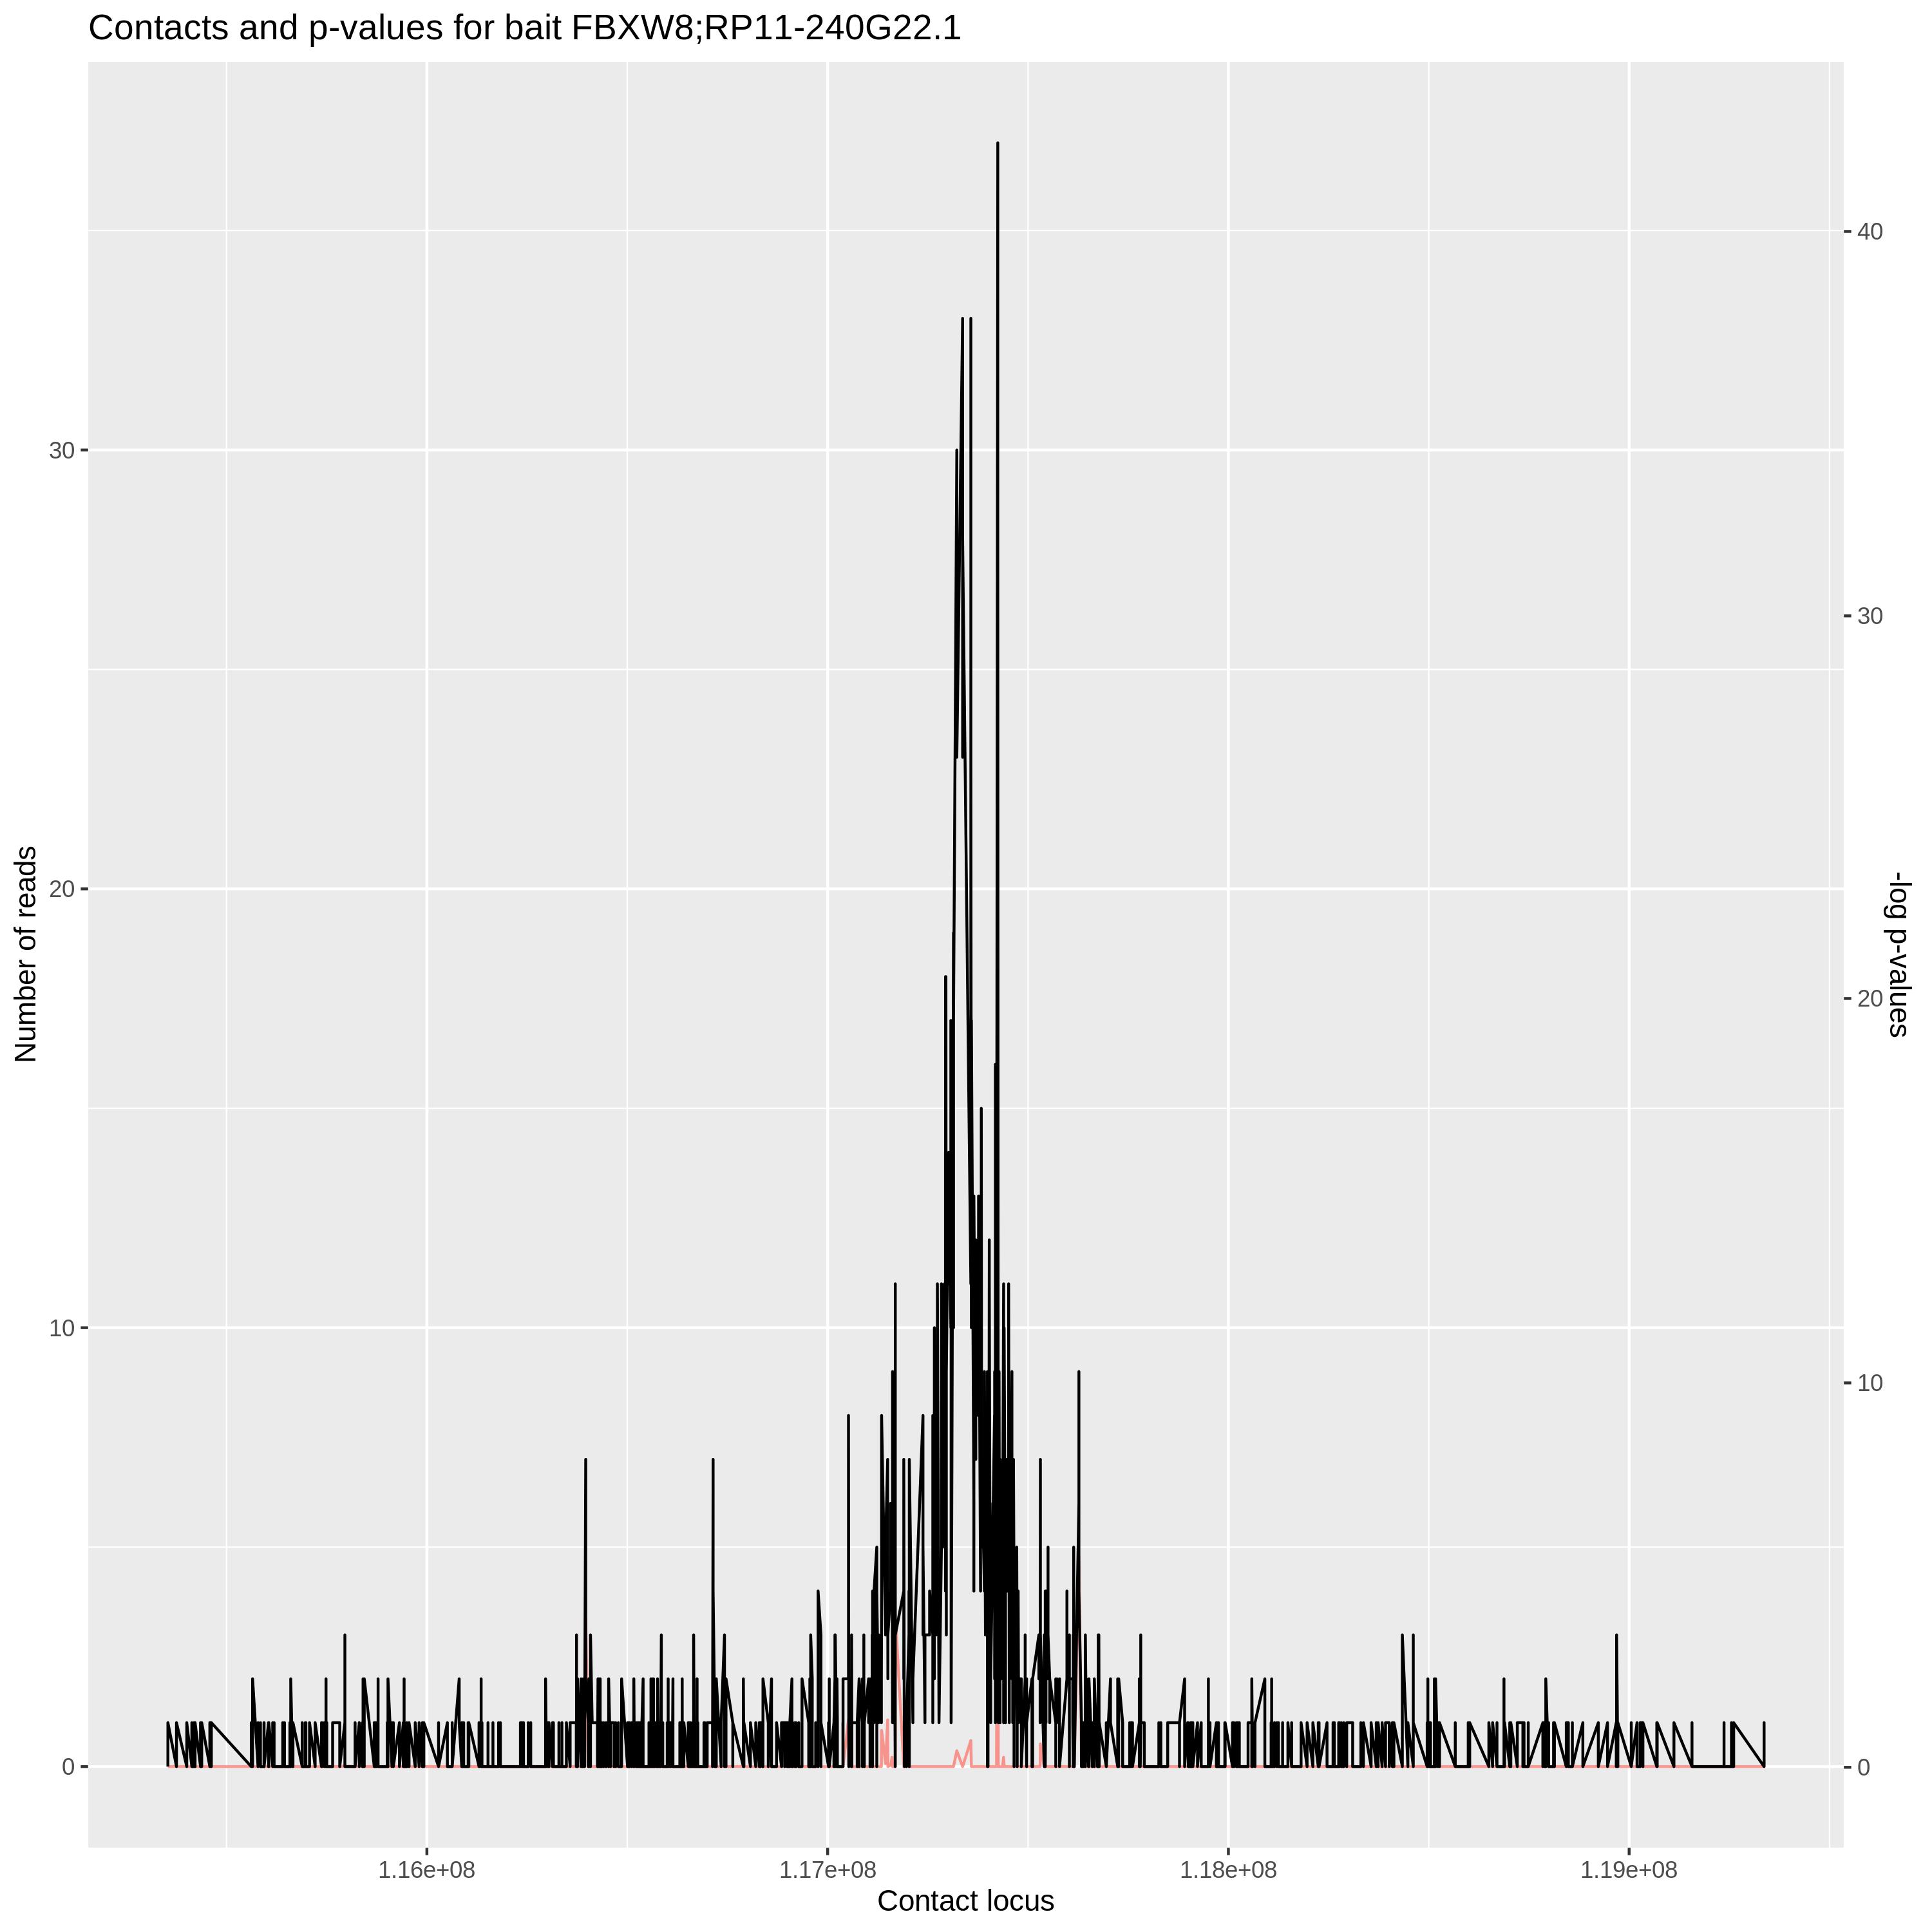 Contacts and p-values for bait FBXW8;RP11-240G22.1
Number of reads
30
20
10
0
40
30
20
10
0
-log p-values
1.16e+08
1.17e+08
1.18e+08
1.19e+08
Contact locus